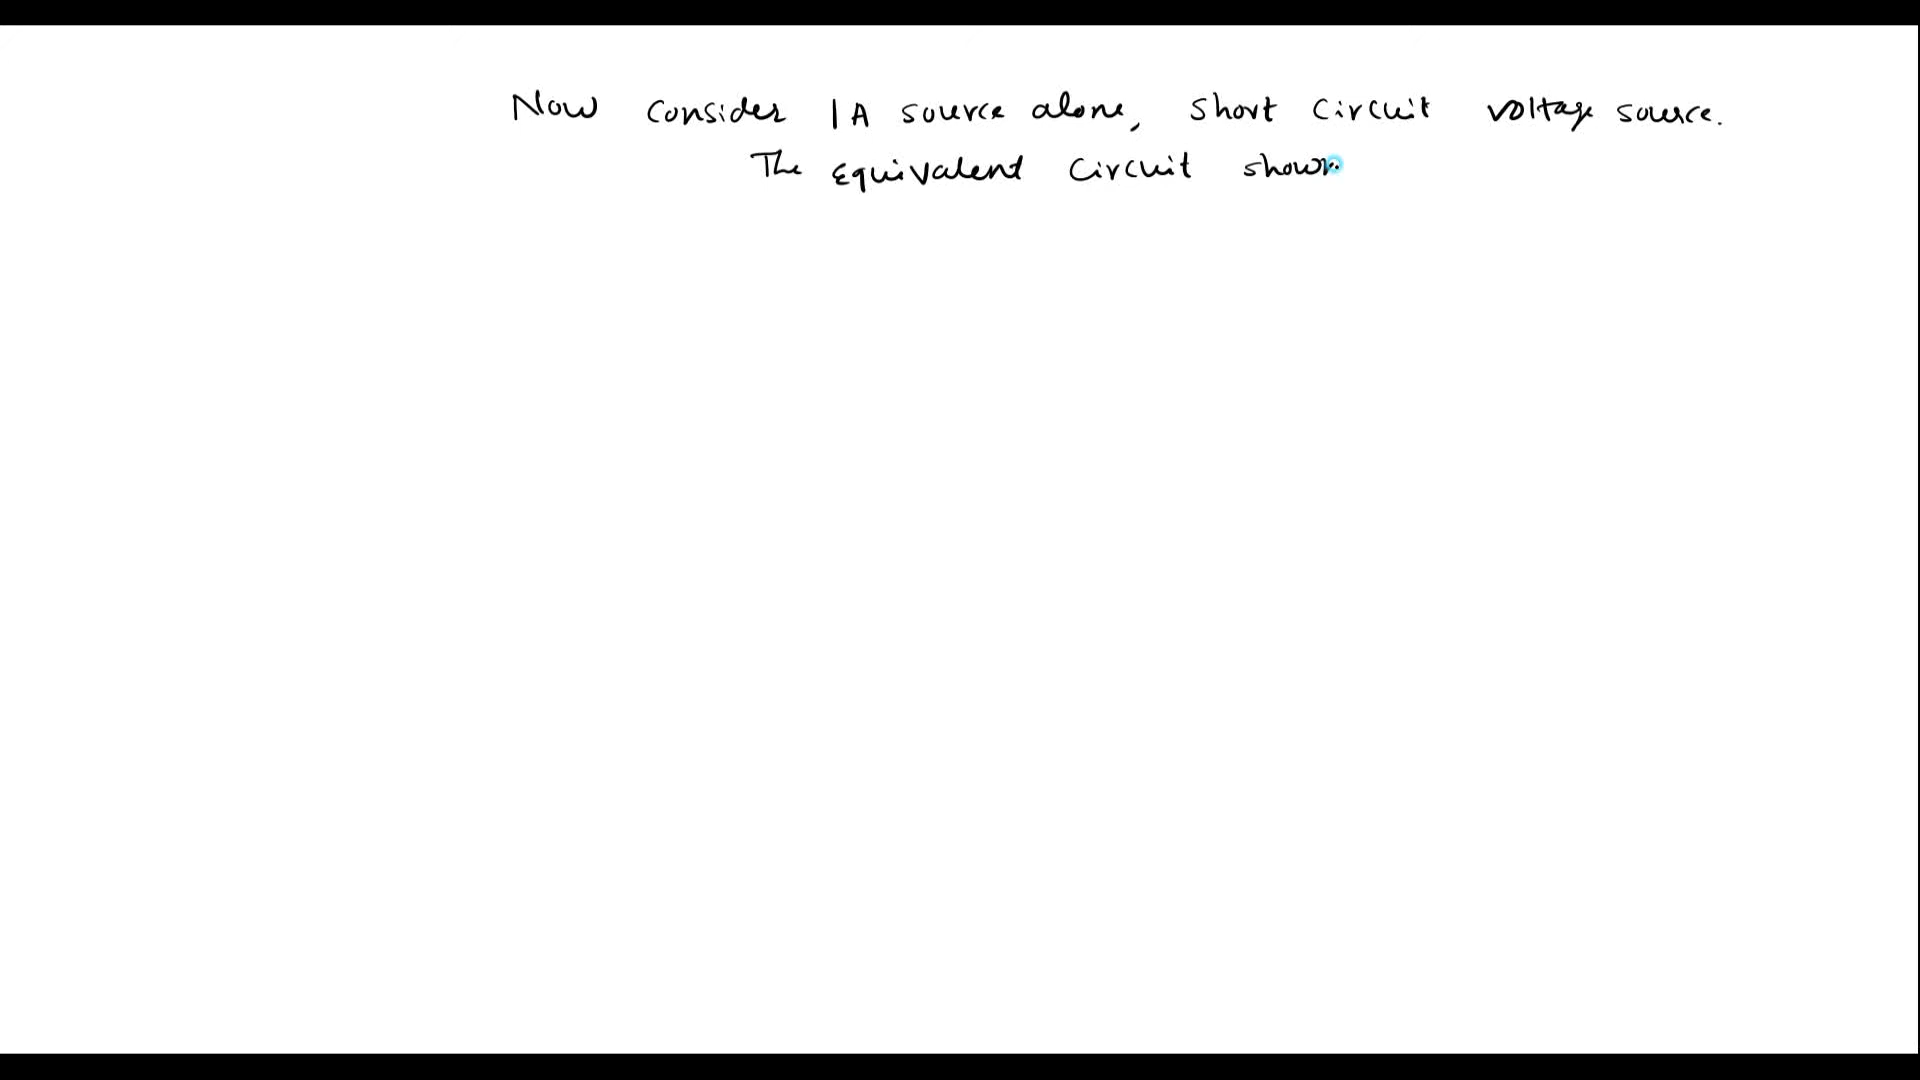 Now consider 1A source alone, short circuit voltage source.
The equivalent circuit shown